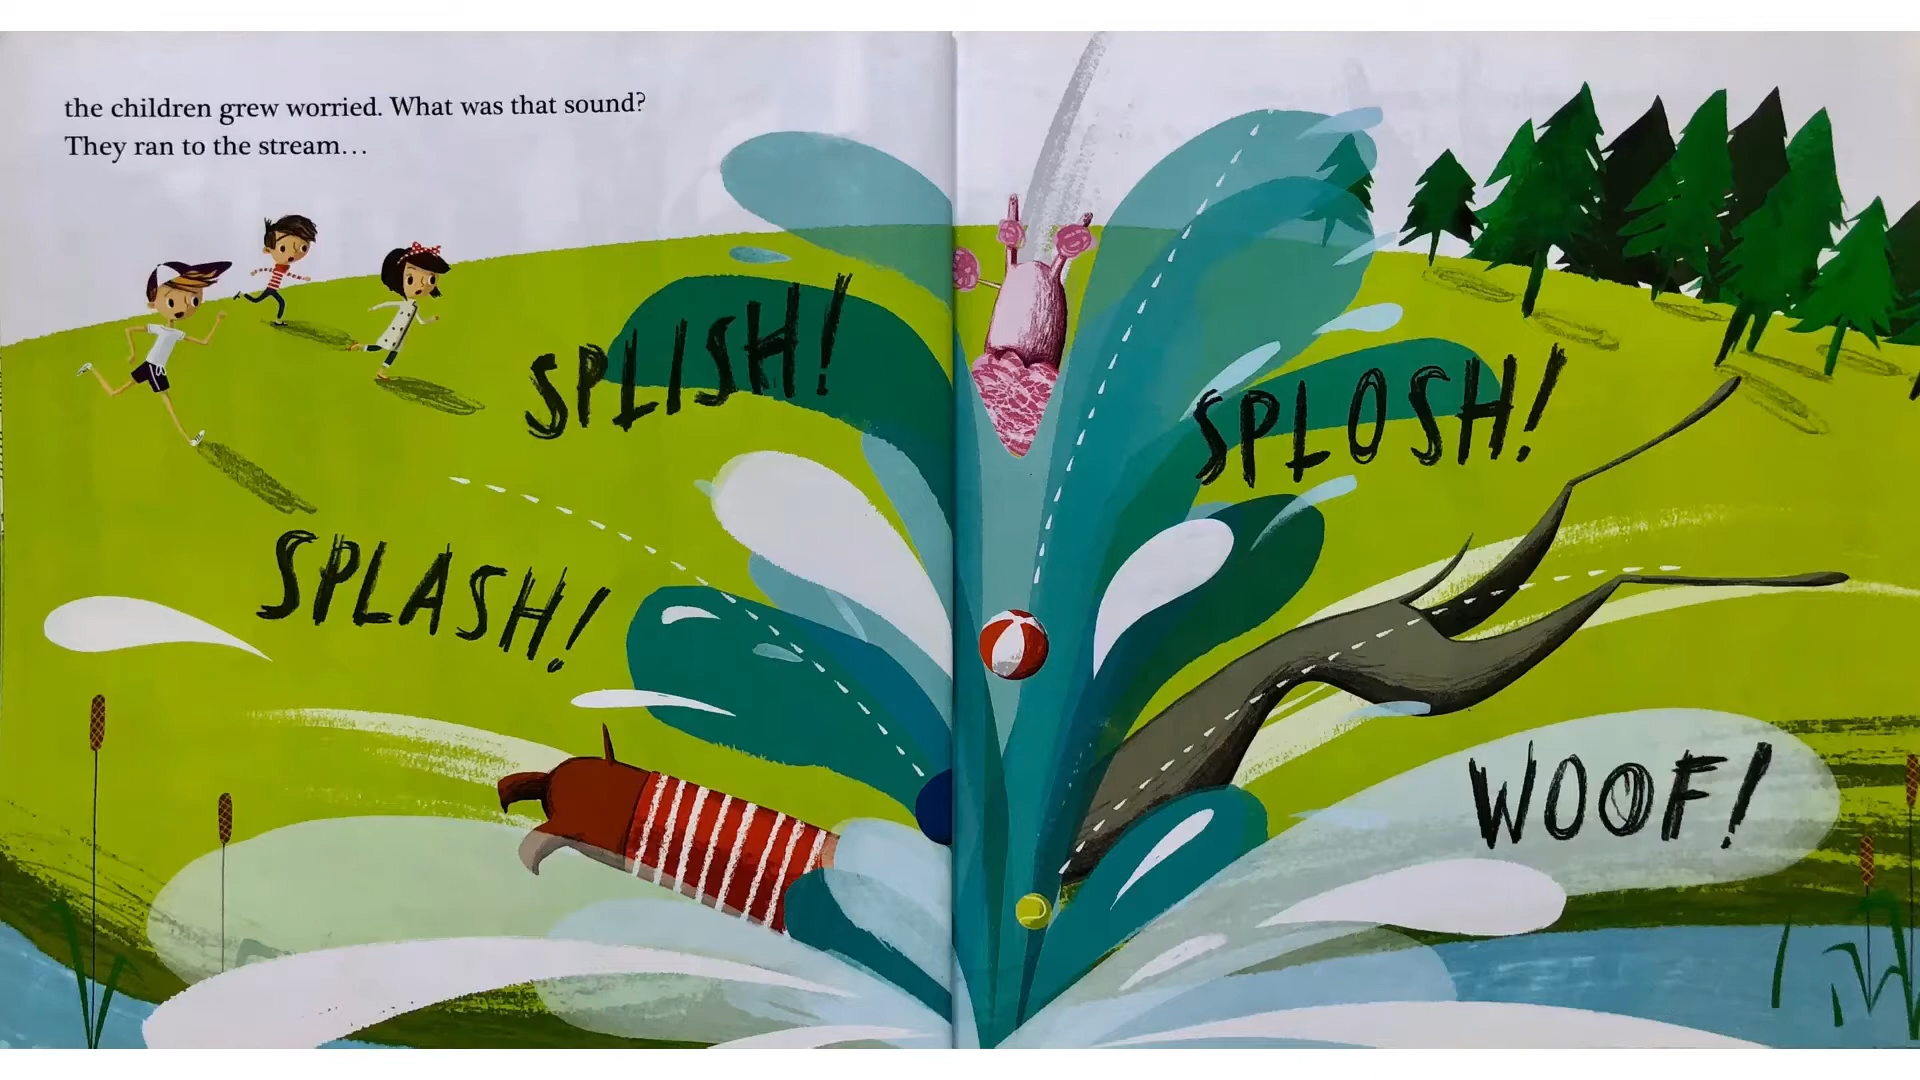 the children grew worried. What was that sound?
They ran to the stream…
SPLISH!
SPLOSH!
SPLASH!
WOOF!